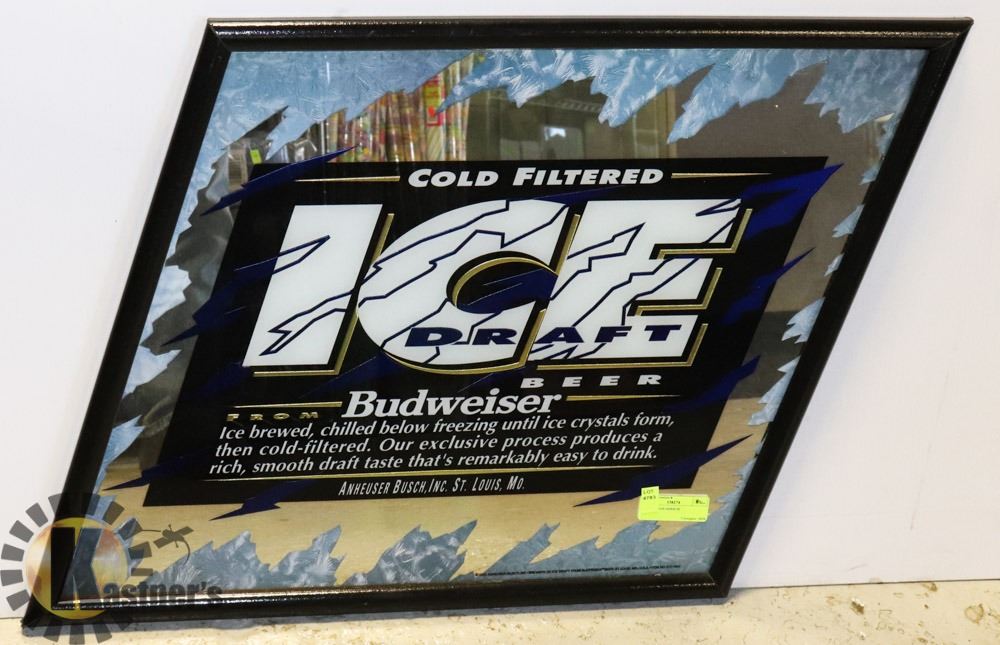 COLD FILTERED
ICE
DRAFT
BEER
FROM Budweiser
Ice brewed, chilled below freezing until ice crystals form,
then cold-filtered. Our exclusive process produces a
rich, smooth draft taste that's remarkably easy to drink.
ANHEUSER BUSCH, INC. ST. LOUIS, MO.
LOT
Kastner's